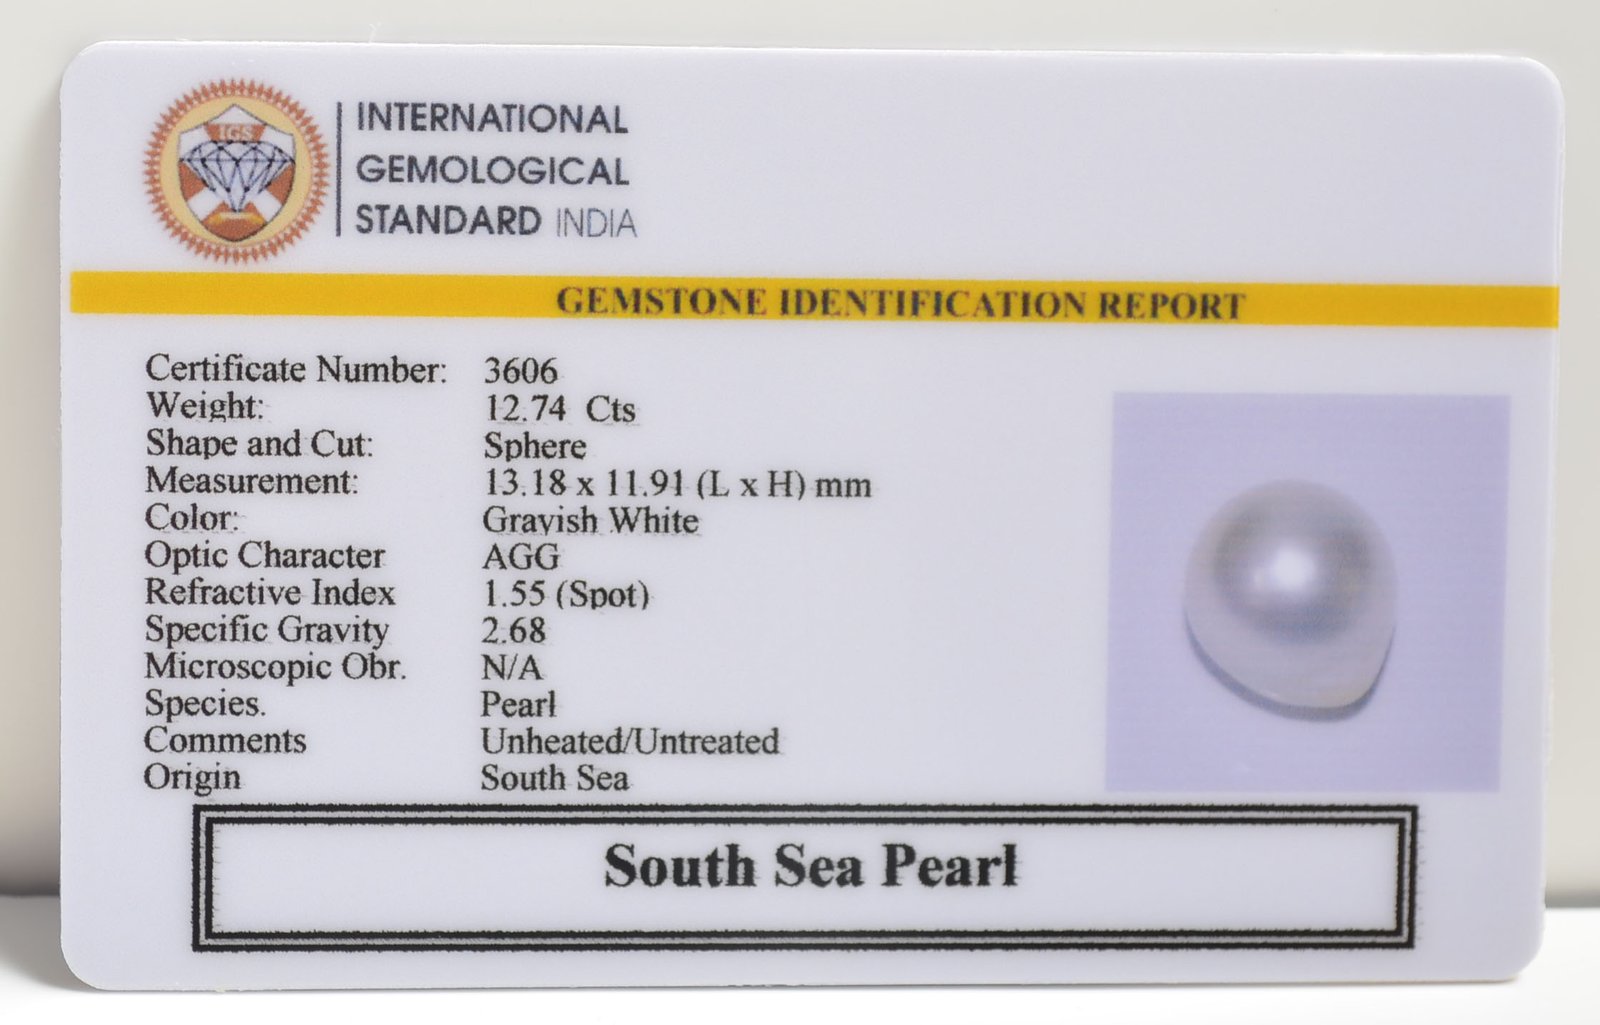 IGS
INTERNATIONAL
GEMOLOGICAL
STANDARD INDIA
GEMSTONE IDENTIFICATION REPORT
Certificate Number: 3606
Weight: 12.74 Cts
Shape and Cut: Sphere
Measurement: 13.18 x 11.91 (L x H) mm
Color: Grayish White
Optic Character AGG
Refractive Index 1.55 (Spot)
Specific Gravity 2.68
Microscopic Obr. N/A
Species. Pearl
Comments Unheated/Untreated
Origin South Sea
South Sea Pearl